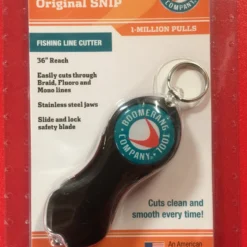 Original SNIP
COMPANY
1-MILLION PULLS
FISHING LINE CUTTER
36" Reach
Easily cuts through
Braid, Fluoro and
Mono lines
Stainless steel jaws
Slide and lock
safety blade
BOOMERANG
TOOL
COMPANY
Cuts clean and
smooth every time!
An American